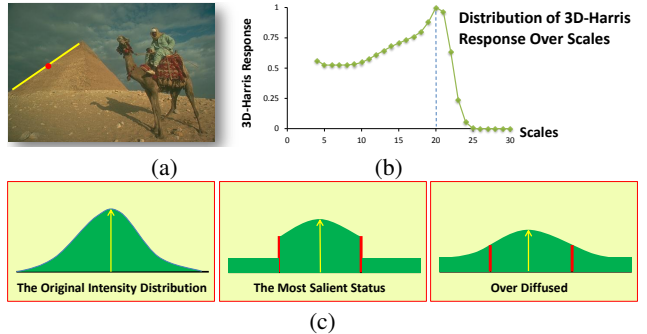 Distribution of 3D-Harris
Response Over Scales
3D-Harris Response
1
0.75
0.5
0.25
0
0 5 10 15 20 25 30
Scales
(a)
(b)
The Original Intensity Distribution
The Most Salient Status
Over Diffused
(c)